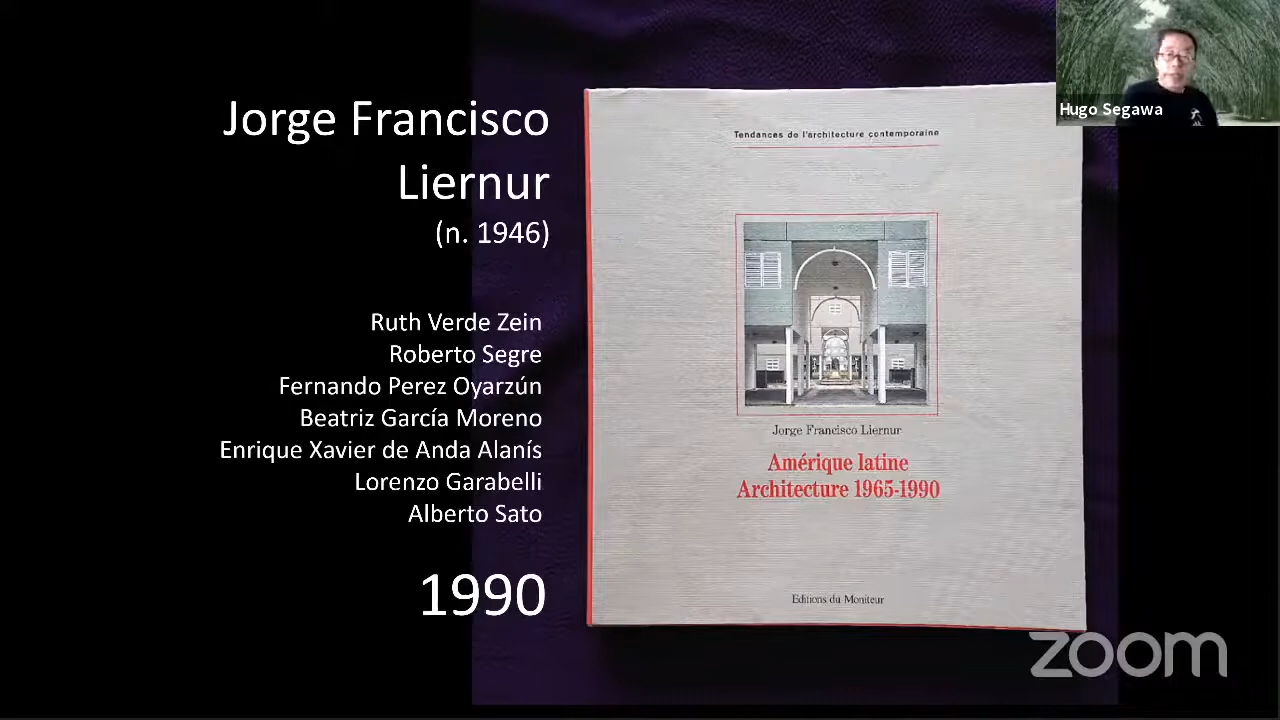 Jorge Francisco
Liernur
(n. 1946)
Ruth Verde Zein
Roberto Segre
Fernando Perez Oyarzún
Beatriz García Moreno
Enrique Xavier de Anda Alanís
Lorenzo Garabelli
Alberto Sato
1990
Tendances de l'architecture contemporaine
Jorge Francisco Liernur
Amérique latine
Architecture 1965-1990
Editions du Moniteur
Hugo Segawa
zoom